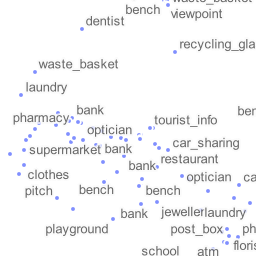 waste_basket
bench
viewpoint
dentist
recycling_gla
waste_basket
laundry
bank
ben
pharmacy
tourist_info
optician
car_sharing
supermarket
bank
restaurant
bank
clothes
optician
ca
pitch
bench
bench
bank
jeweller
laundry
playground
post_box
ph
floris
school
atm